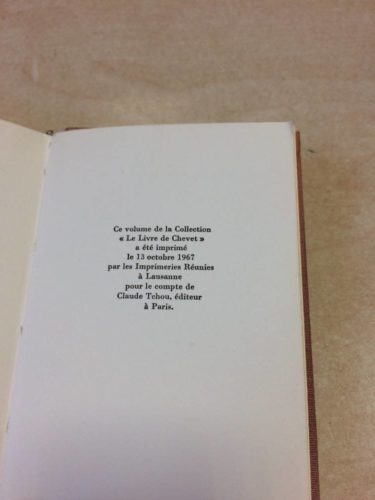 Ce volume de la Collection
« Le Livre de Chevet »
a été imprimé
le 13 octobre 1967
par les Imprimeries Réunies
à Lausanne
pour le compte de
Claude Tchou, éditeur
à Paris.